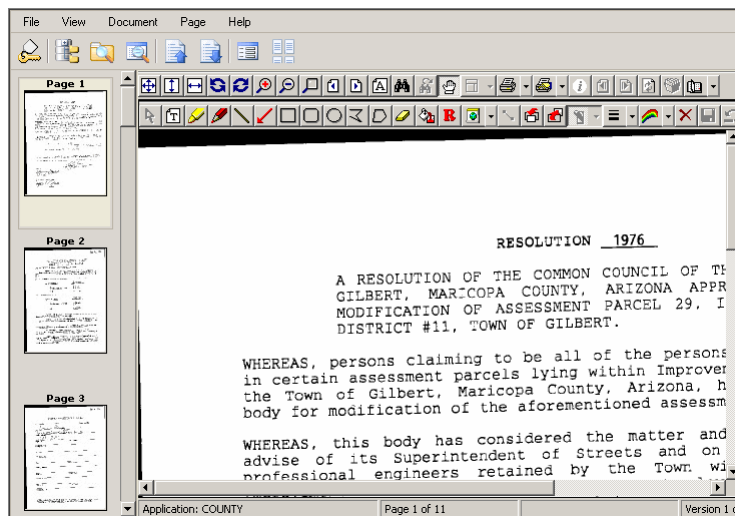 File View Document Page Help
Page 1
Page 2
Page 3
RESOLUTION 1976
A RESOLUTION OF THE COMMON COUNCIL OF TH
GILBERT, MARICOPA COUNTY, ARIZONA APPR
MODIFICATION OF ASSESSMENT PARCEL 29, I
DISTRICT #11, TOWN OF GILBERT.
WHEREAS, persons claiming to be all of the persons
in certain assessment parcels lying within Improvem
the Town of Gilbert, Maricopa County, Arizona, h
body for modification of the aforementioned assessm
WHEREAS, this body has considered the matter and
advise of its Superintendent of Streets and on
professional engineers retained by the Town wi
Application: COUNTY Page 1 of 11 Version 1 o